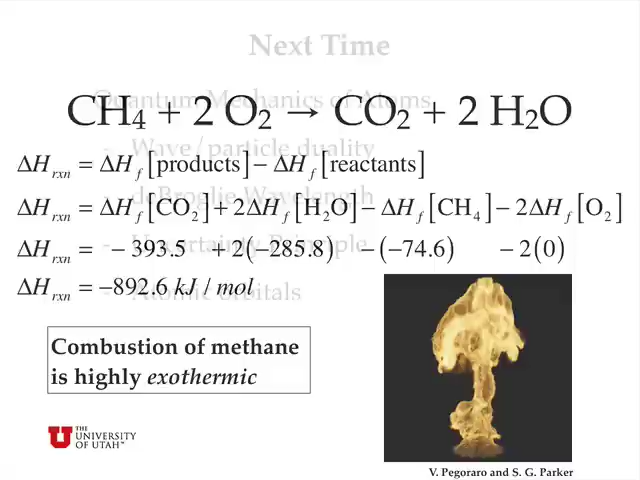 Next Time
Quantum Mechanics of Atoms
CH₄ + 2 O₂ → CO₂ + 2 H₂O
- Wave/particle duality
ΔH_rxn = ΔH_f [products] − ΔH_f [reactants]
- deBroglie Wavelength
ΔH_rxn = ΔH_f [CO₂] + 2ΔH_f [H₂O] − ΔH_f [CH₄] − 2ΔH_f [O₂]
- Uncertainty Principle
ΔH_rxn = − 393.5 + 2(−285.8) − (−74.6) − 2(0)
- Atomic orbitals
ΔH_rxn = −892.6 kJ / mol
Combustion of methane
is highly exothermic
THE
UNIVERSITY
OF UTAH™
V. Pegoraro and S. G. Parker